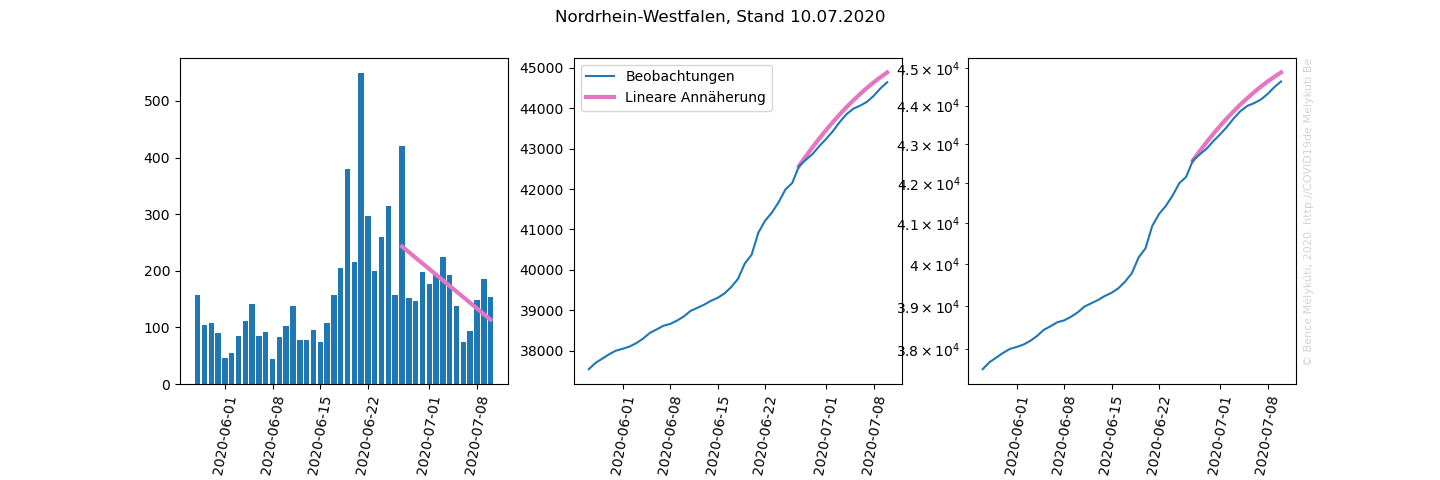 Nordrhein-Westfalen, Stand 10.07.2020
500
400
300
200
100
0
2020-06-01
2020-06-08
2020-06-15
2020-06-22
2020-07-01
2020-07-08
45000
44000
43000
42000
41000
40000
39000
38000
Beobachtungen
Lineare Annäherung
2020-06-01
2020-06-08
2020-06-15
2020-06-22
2020-07-01
2020-07-08
4.5 × 10⁴
4.4 × 10⁴
4.3 × 10⁴
4.2 × 10⁴
4.1 × 10⁴
4 × 10⁴
3.9 × 10⁴
3.8 × 10⁴
2020-06-01
2020-06-08
2020-06-15
2020-06-22
2020-07-01
2020-07-08
© Bence Mélykúti, 2020. http://COVID19de.Melykuti.Be